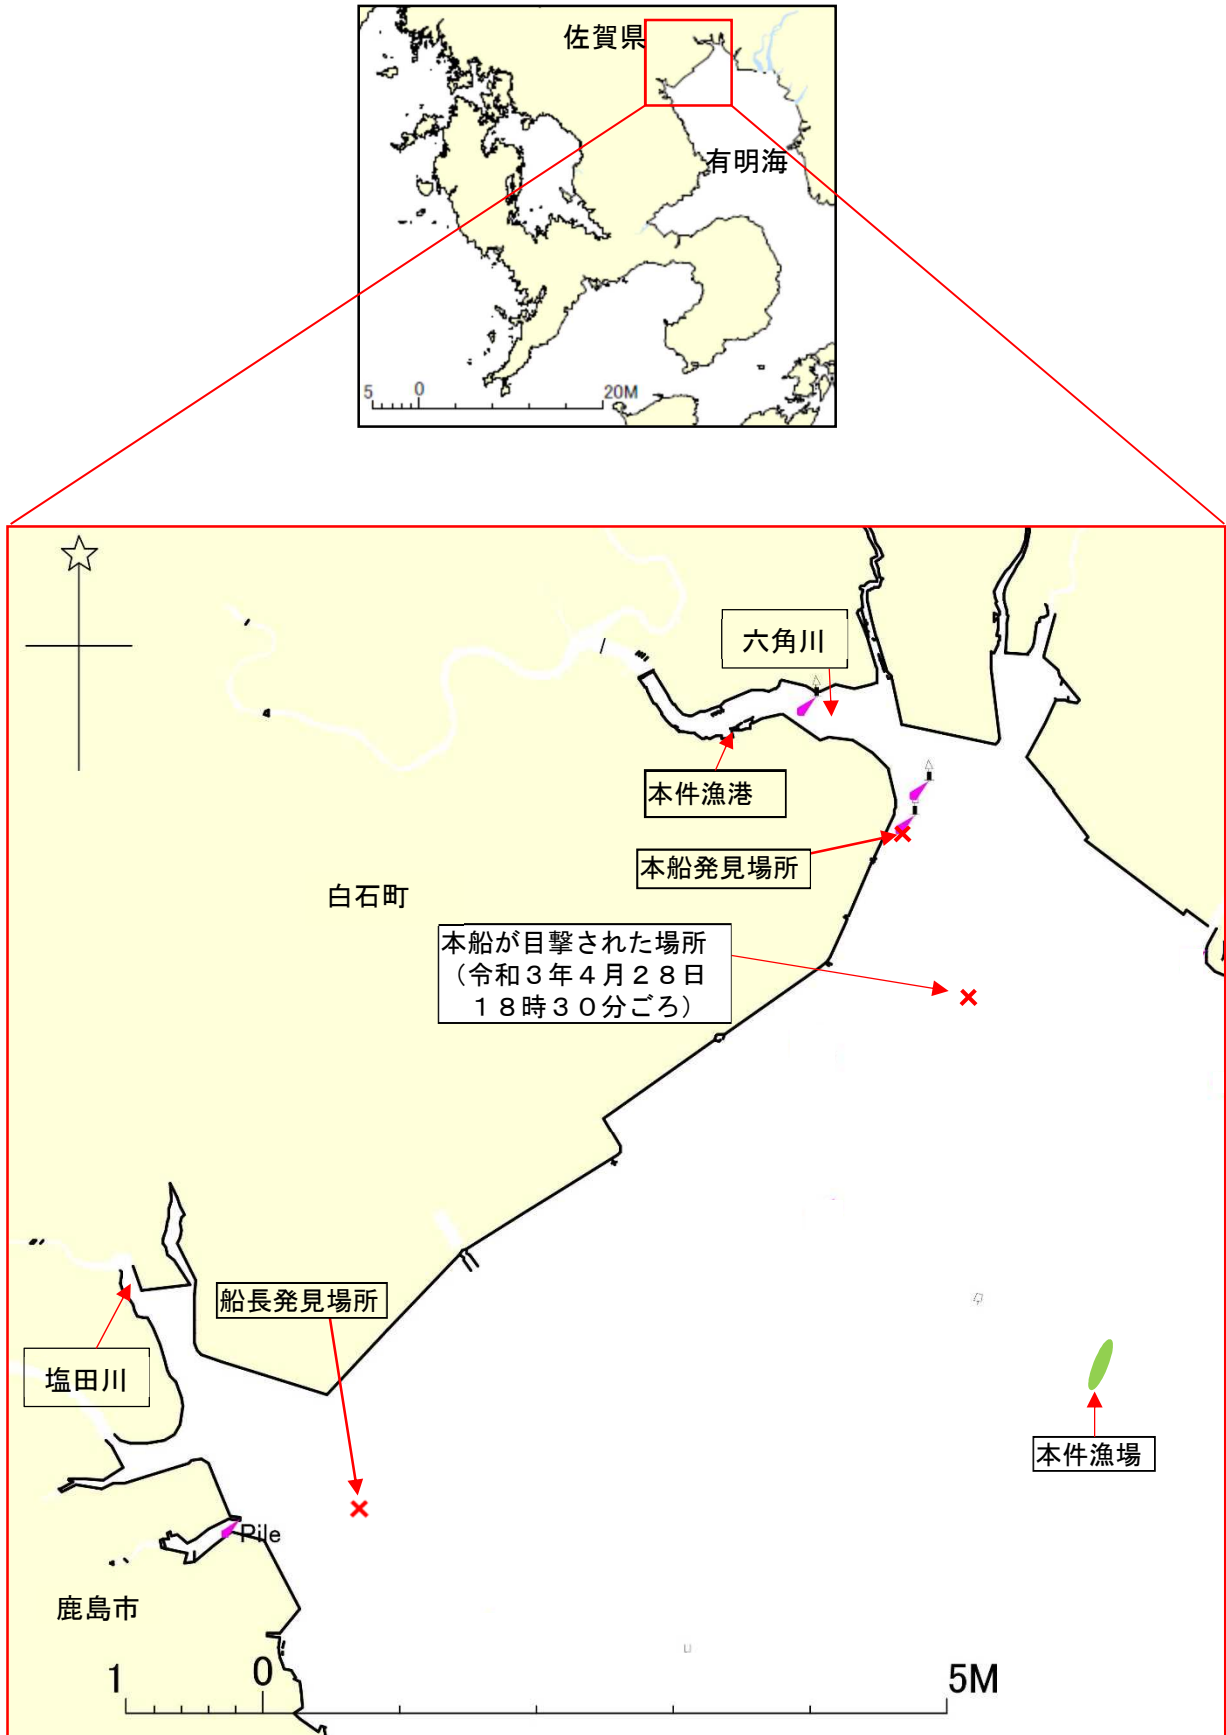 佐賀県
有明海
5 0 20M
六角川
本件漁港
本船発見場所
白石町
本船が目撃された場所
（令和３年４月２８日
１８時３０分ごろ）
船長発見場所
塩田川
本件漁場
Pile
鹿島市
1 0 5M